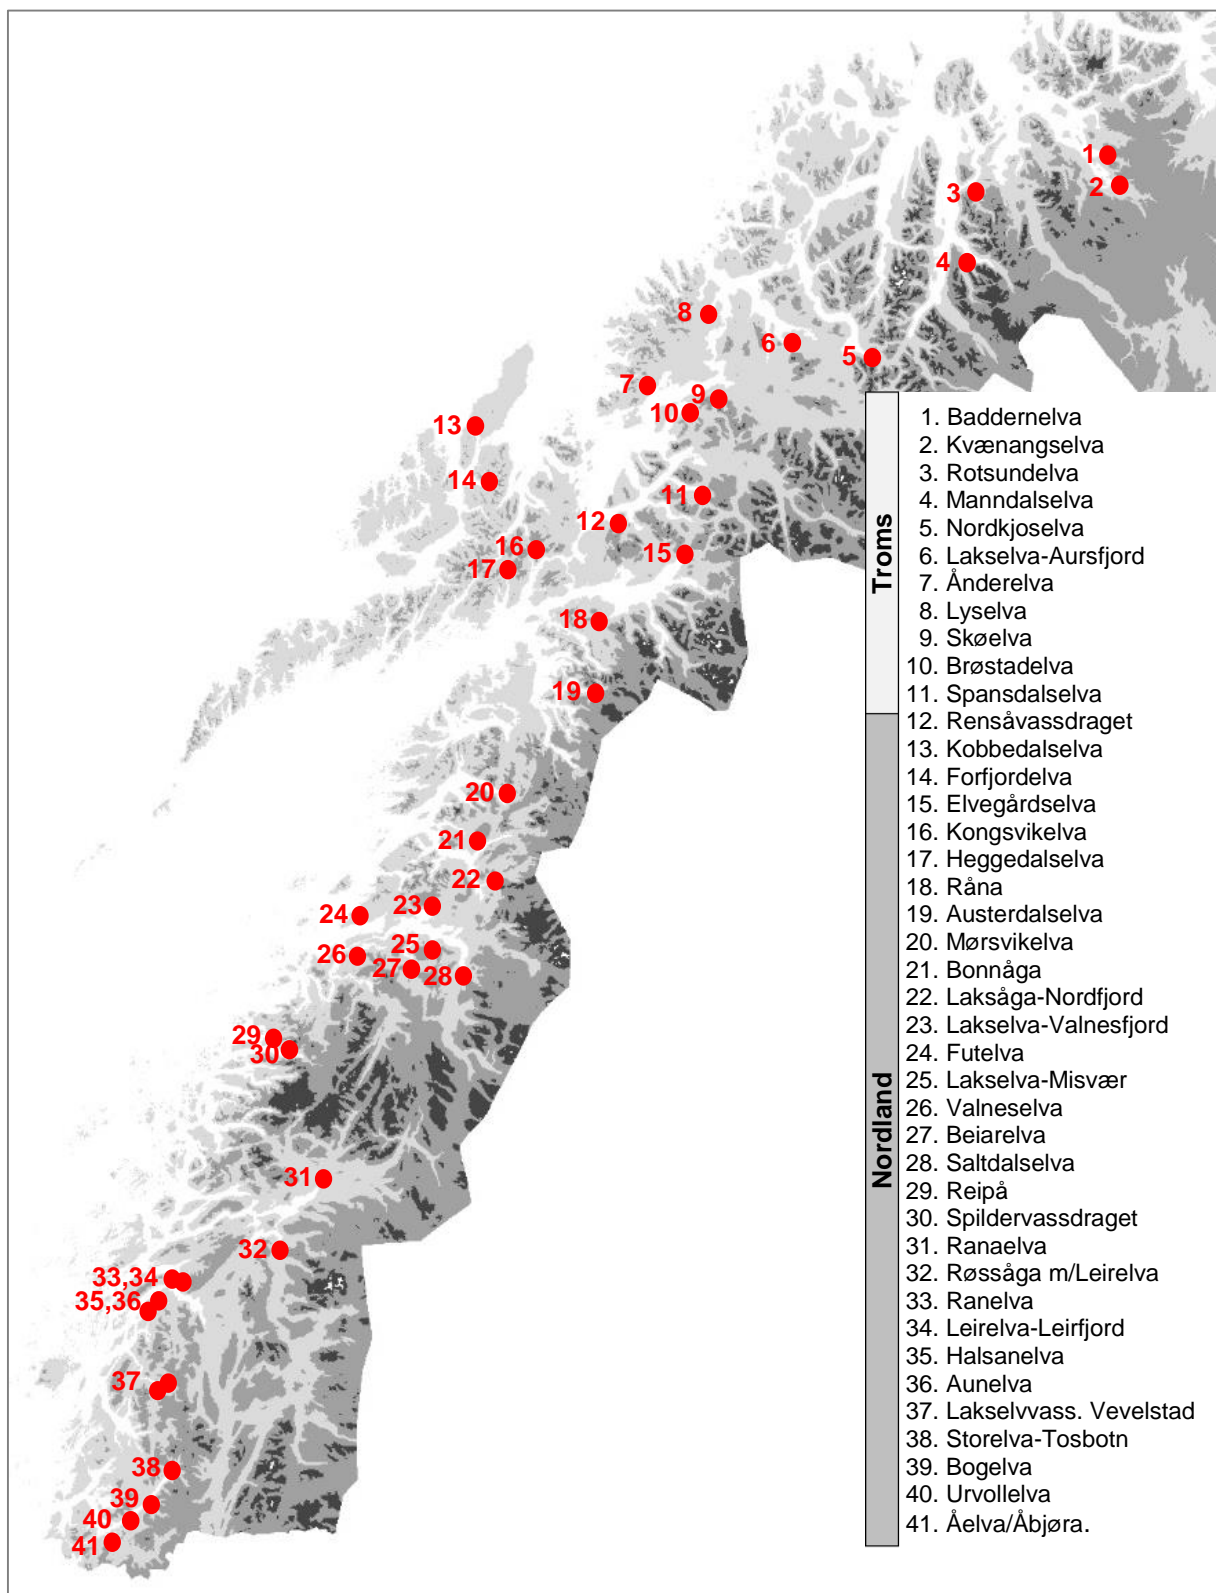 1
2
3
4
8
6
5
7
9
10
13
14
11
12
16
15
17
18
19
20
21
22
23
24
25
26
27
28
29
30
31
32
33,34
35,36
37
38
39
40
41
Troms
Nordland
1. Baddernelva
2. Kvænangselva
3. Rotsundelva
4. Manndalselva
5. Nordkjoselva
6. Lakselva-Aursfjord
7. Ånderelva
8. Lyselva
9. Skøelva
10. Brøstadelva
11. Spansdalselva
12. Rensåvassdraget
13. Kobbedalselva
14. Forfjordelva
15. Elvegårdselva
16. Kongsvikelva
17. Heggedalselva
18. Råna
19. Austerdalselva
20. Mørsvikelva
21. Bonnåga
22. Laksåga-Nordfjord
23. Lakselva-Valnesfjord
24. Futelva
25. Lakselva-Misvær
26. Valneselva
27. Beiarelva
28. Saltdalselva
29. Reipå
30. Spildervassdraget
31. Ranaelva
32. Røssåga m/Leirelva
33. Ranelva
34. Leirelva-Leirfjord
35. Halsanelva
36. Aunelva
37. Lakselvvass. Vevelstad
38. Storelva-Tosbotn
39. Bogelva
40. Urvollelva
41. Åelva/Åbjøra.